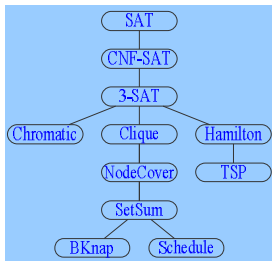 SAT
CNF-SAT
3-SAT
Chromatic Clique Hamilton
NodeCover TSP
SetSum
BKnap Schedule